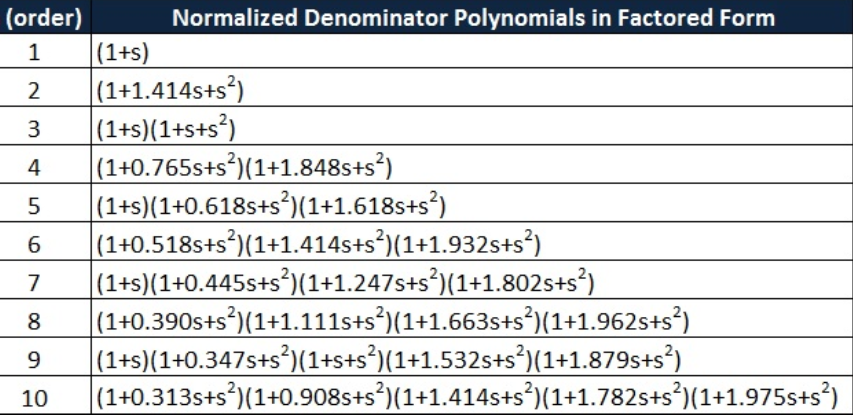 (order) Normalized Denominator Polynomials in Factored Form
1 (1+s)
2 (1+1.414s+s²)
3 (1+s)(1+s+s²)
4 (1+0.765s+s²)(1+1.848s+s²)
5 (1+s)(1+0.618s+s²)(1+1.618s+s²)
6 (1+0.518s+s²)(1+1.414s+s²)(1+1.932s+s²)
7 (1+s)(1+0.445s+s²)(1+1.247s+s²)(1+1.802s+s²)
8 (1+0.390s+s²)(1+1.111s+s²)(1+1.663s+s²)(1+1.962s+s²)
9 (1+s)(1+0.347s+s²)(1+s+s²)(1+1.532s+s²)(1+1.879s+s²)
10 (1+0.313s+s²)(1+0.908s+s²)(1+1.414s+s²)(1+1.782s+s²)(1+1.975s+s²)